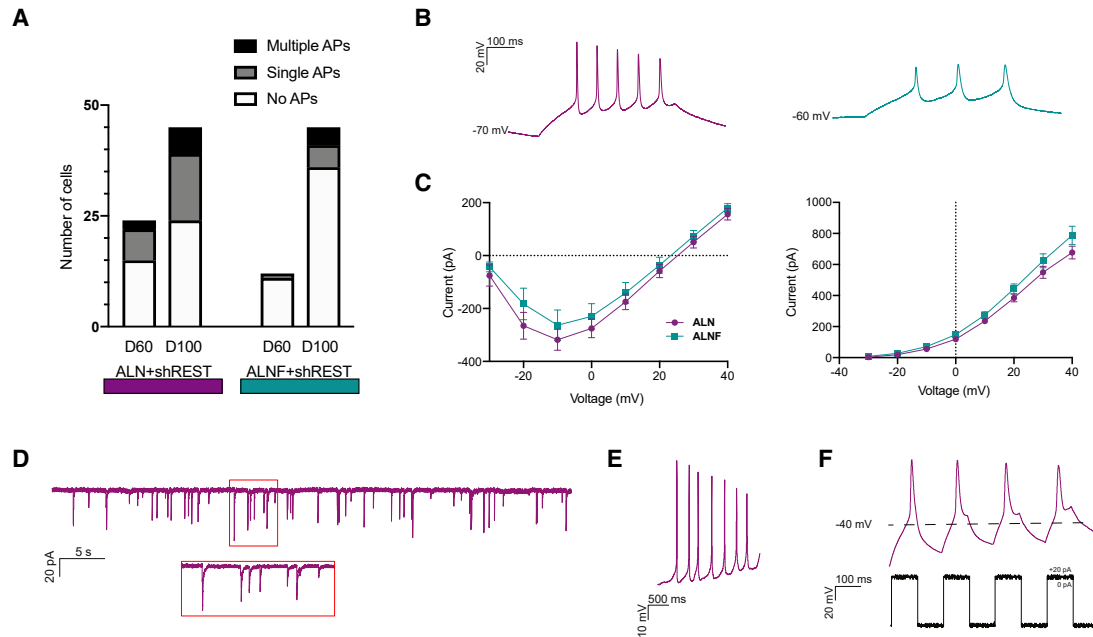 A
Multiple APs
Single APs
No APs
50
25
0
Number of cells
D60 D100 D60 D100
ALN+shREST ALNF+shREST
B
100 ms
20 mV
-70 mV
-60 mV
C
200
0
-200
-400
Current (pA)
-20 0 20 40
Voltage (mV)
ALN
ALNF
1000
800
600
400
200
0
Current (pA)
-40 -20 0 20 40
Voltage (mV)
D
20 pA
5 s
E
500 ms
10 mV
F
-40 mV
+20 pA
0 pA
100 ms
20 mV